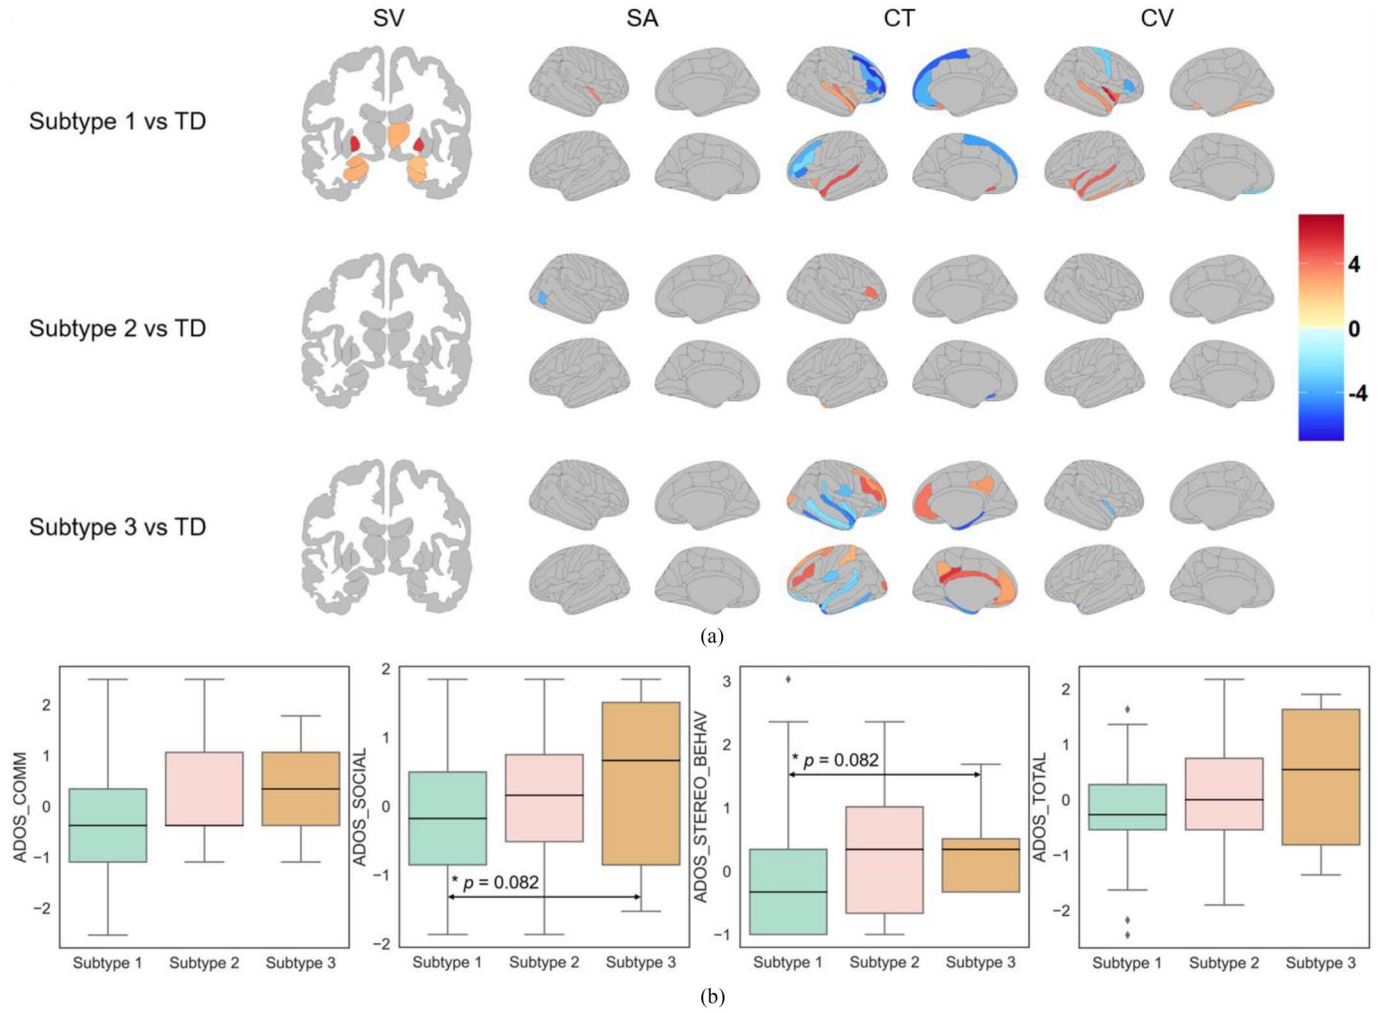 SV SA CT CV
Subtype 1 vs TD
4
0
-4
Subtype 2 vs TD
Subtype 3 vs TD
(a)
ADOS_COMM
2
1
0
−1
−2
Subtype 1 Subtype 2 Subtype 3
ADOS_SOCIAL
2
1
0
−1
−2
* p = 0.082
Subtype 1 Subtype 2 Subtype 3
ADOS_STEREO_BEHAV
3
2
1
0
−1
* p = 0.082
Subtype 1 Subtype 2 Subtype 3
ADOS_TOTAL
2
1
0
−1
−2
Subtype 1 Subtype 2 Subtype 3
(b)